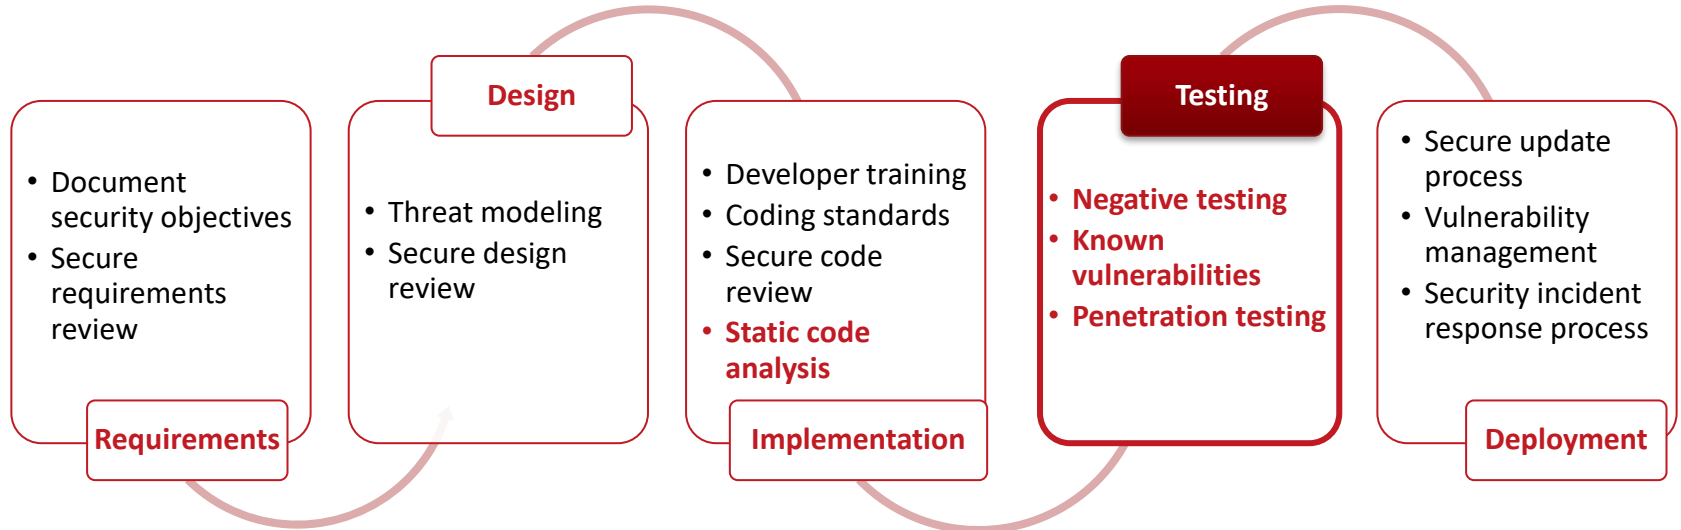 • Document
security objectives
• Secure
requirements
review
Requirements
Design
• Threat modeling
• Secure design
review
• Developer training
• Coding standards
• Secure code
review
• Static code
analysis
Implementation
Testing
• Negative testing
• Known
vulnerabilities
• Penetration testing
• Secure update
process
• Vulnerability
management
• Security incident
response process
Deployment